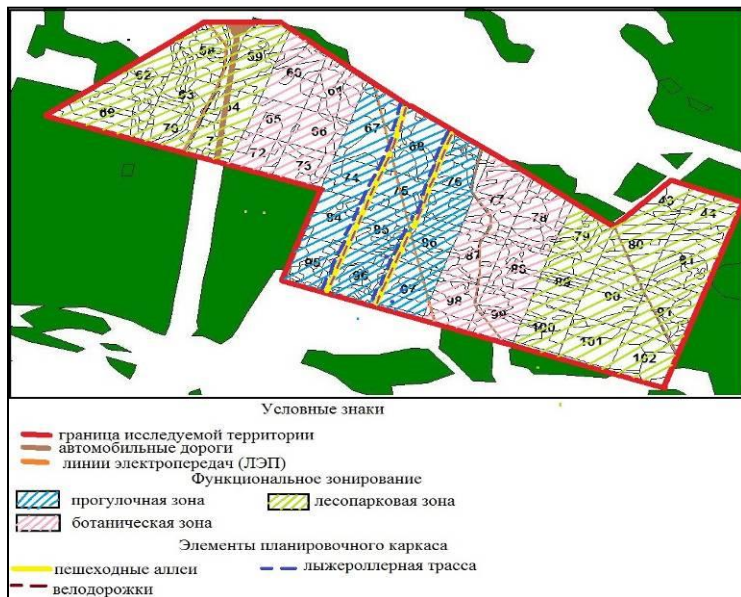 58 59
62 60
63 61
69 64
70 65 66 67 68
71 72 73 74 75 76
43 44
77 78
79 80 81
84 85 86 87 88
89 90 91
95 96 97 98 99
100 101 102
Условные знаки
граница исследуемой территории
автомобильные дороги
линии электропередач (ЛЭП)
Функциональное зонирование
прогулочная зона лесопарковая зона
ботаническая зона
Элементы планировочного каркаса
пешеходные аллеи лыжероллерная трасса
велодорожки